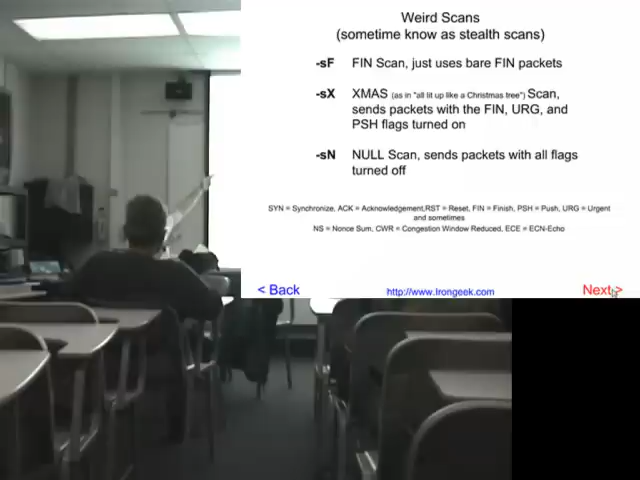 Weird Scans
(sometime know as stealth scans)
-sF FIN Scan, just uses bare FIN packets
-sX XMAS (as in "all lit up like a Christmas tree") Scan,
sends packets with the FIN, URG, and
PSH flags turned on
-sN NULL Scan, sends packets with all flags
turned off
SYN = Synchronize, ACK = Acknowledgement,RST = Reset, FIN = Finish, PSH = Push, URG = Urgent
and sometimes
NS = Nonce Sum, CWR = Congestion Window Reduced, ECE = ECN-Echo
< Back http://www.Irongeek.com Next >